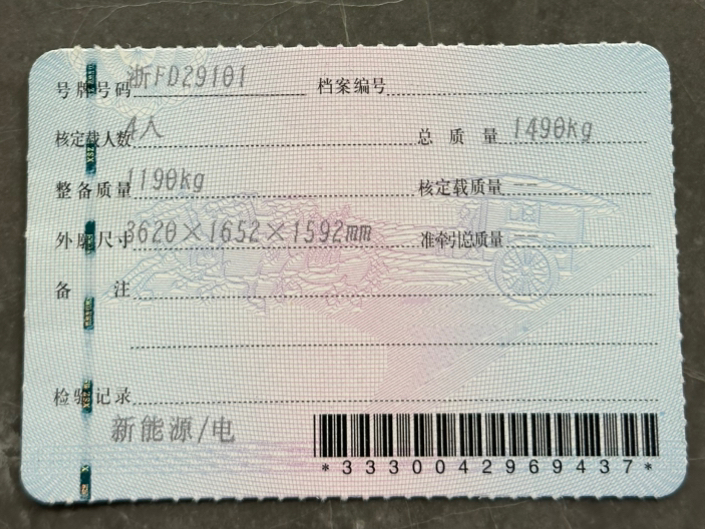 号牌号码 浙FD29101 档案编号
核定载人数 4人 总质量 1490kg
整备质量 1190kg 核定载质量 --
外廓尺寸 3620×1652×1592mm 准牵引总质量
备注
检验记录
新能源/电
*3330042969437*